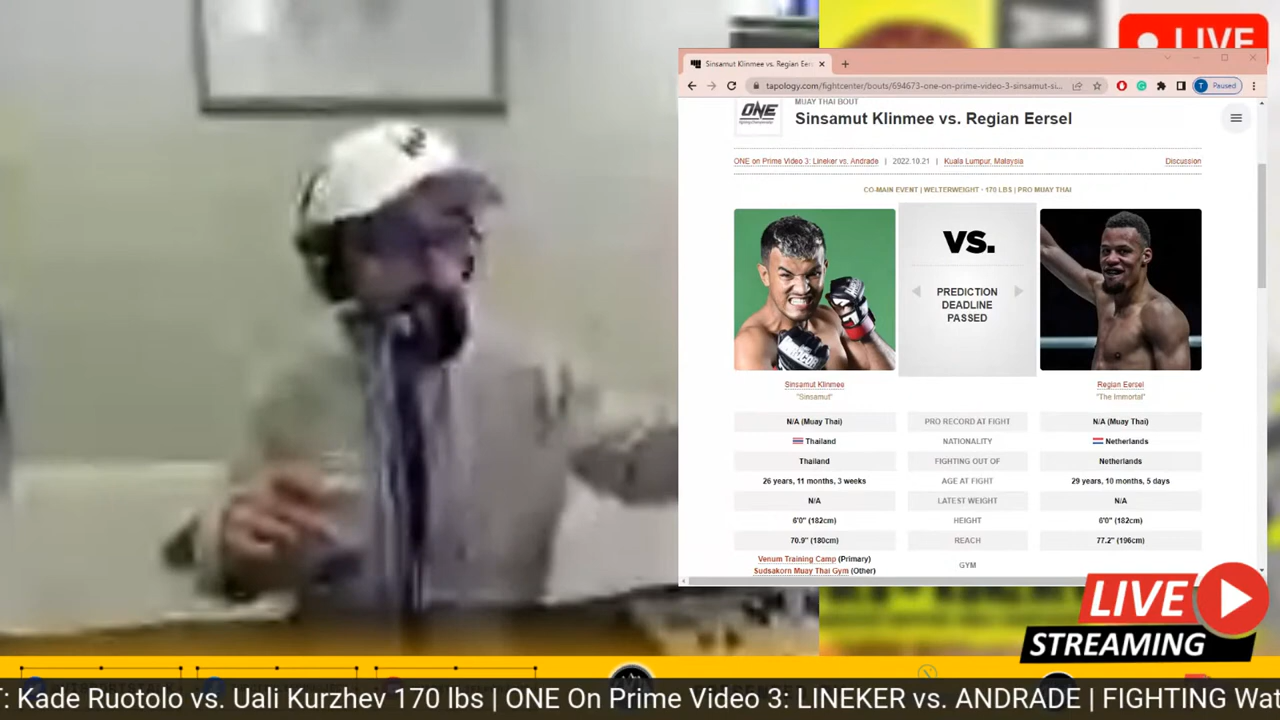 LIVE
Sinsamut Klinmee vs. Regian Eers
tapology.com/fightcenter/bouts/694673-one-on-prime-video-3-sinsamut-si...
T Paused
MUAY THAI BOUT
ONE
Sinsamut Klinmee vs. Regian Eersel
ONE on Prime Video 3: Lineker vs. Andrade | 2022.10.21 | Kuala Lumpur, Malaysia Discussion
CO-MAIN EVENT | WELTERWEIGHT · 170 LBS | PRO MUAY THAI
VS.
PREDICTION
DEADLINE
PASSED
Sinsamut Klinmee Regian Eersel
"Sinsamut" "The Immortal"
N/A (Muay Thai) PRO RECORD AT FIGHT N/A (Muay Thai)
Thailand NATIONALITY Netherlands
Thailand FIGHTING OUT OF Netherlands
26 years, 11 months, 3 weeks AGE AT FIGHT 29 years, 10 months, 5 days
N/A LATEST WEIGHT N/A
6'0" (182cm) HEIGHT 6'0" (182cm)
70.9" (180cm) REACH 77.2" (196cm)
Venum Training Camp (Primary)
Sudsakorn Muay Thai Gym (Other) GYM
LIVE
STREAMING
T: Kade Ruotolo vs. Uali Kurzhev 170 lbs | ONE On Prime Video 3: LINEKER vs. ANDRADE | FIGHTING Wat